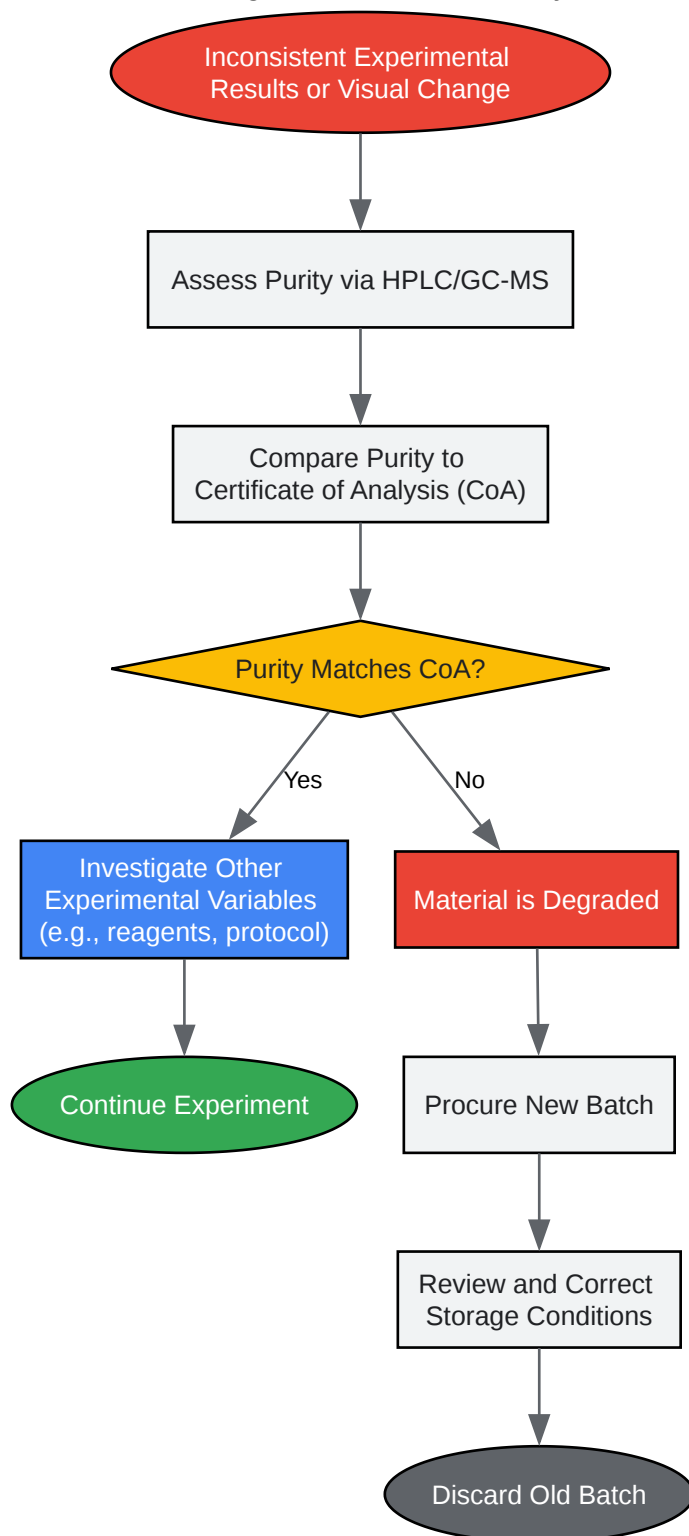 Inconsistent Experimental
Results or Visual Change
Assess Purity via HPLC/GC-MS
Compare Purity to
Certificate of Analysis (CoA)
Purity Matches CoA?
Yes
No
Investigate Other
Experimental Variables
(e.g., reagents, protocol)
Material is Degraded
Continue Experiment
Procure New Batch
Review and Correct
Storage Conditions
Discard Old Batch